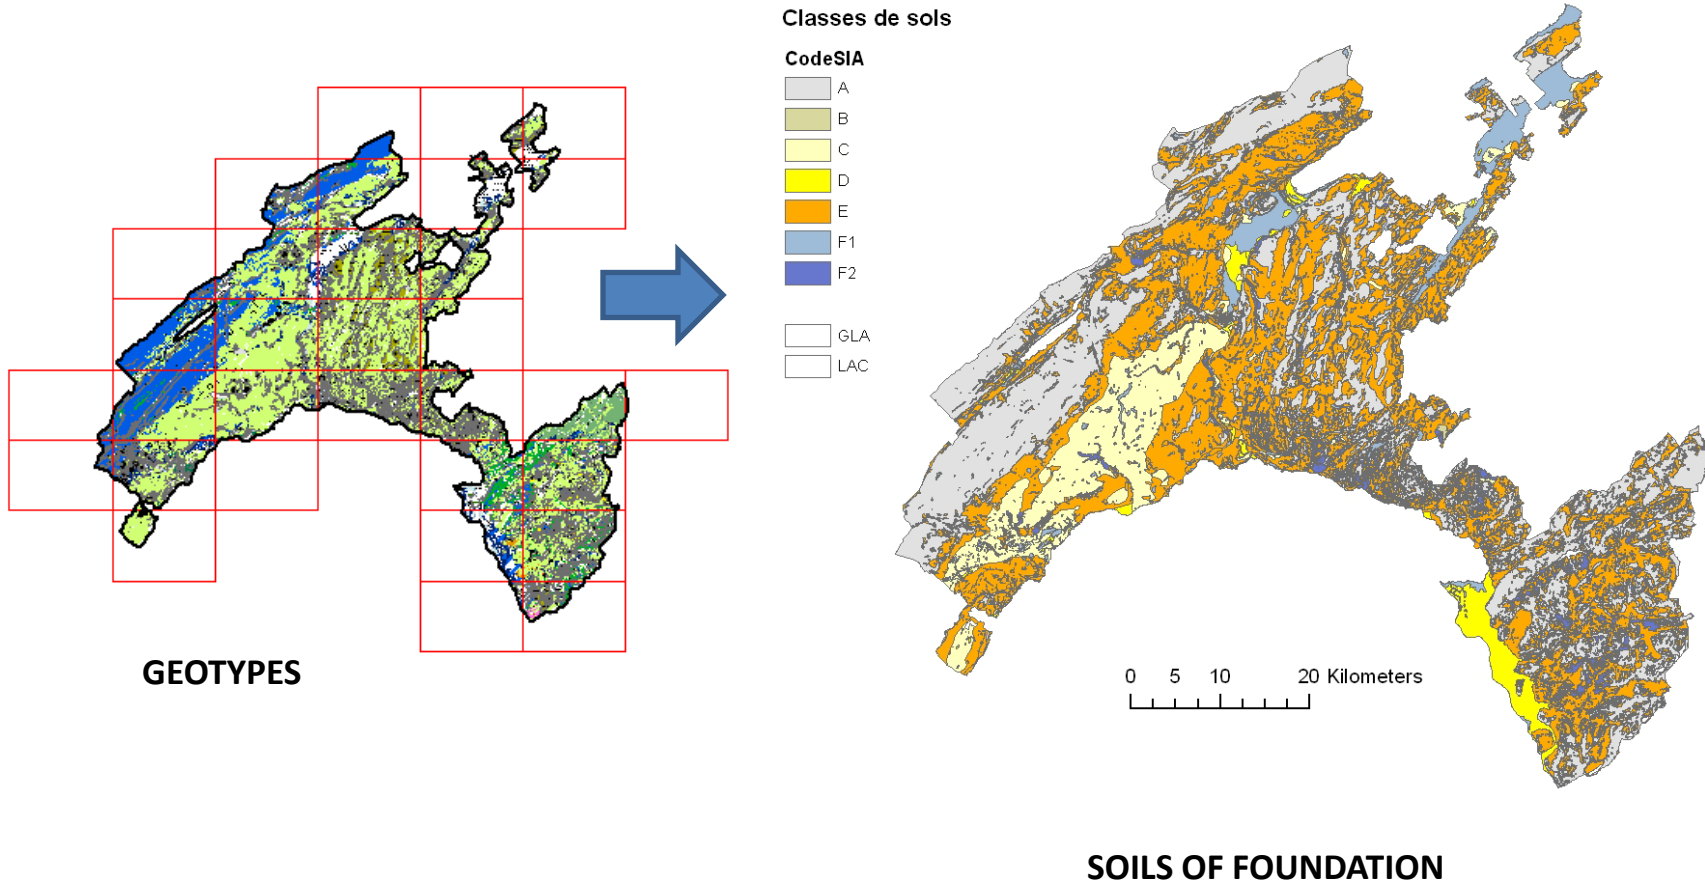 Classes de sols
CodeSIA
A
B
C
D
E
F1
F2
GLA
LAC
GEOTYPES
0 5 10 20 Kilometers
SOILS OF FOUNDATION